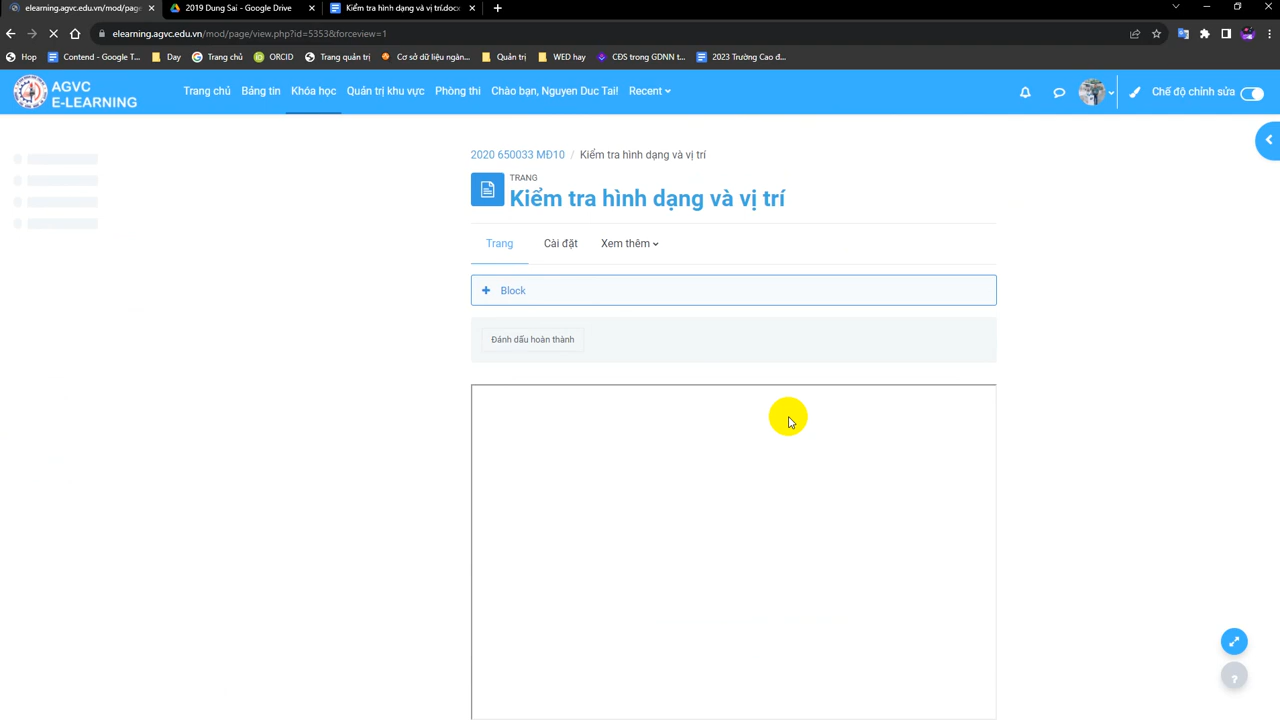 elearning.agvc.edu.vn/mod/page
2019 Dung Sai - Google Drive
Kiểm tra hình dạng và vị trí.docx
elearning.agvc.edu.vn/mod/page/view.php?id=5353&forceview=1
Hop
Contend - Google T...
Day
Trang chủ
ORCID
Trang quản trị
Cơ sở dữ liệu ngàn...
Quản trị
WED hay
CĐS trong GDNN t...
2023 Trường Cao đ...
AGVC
E-LEARNING
Trang chủ
Bảng tin
Khóa học
Quản trị khu vực
Phòng thi
Chào bạn, Nguyen Duc Tai!
Recent
Chế độ chỉnh sửa
2020 650033 MĐ10 / Kiểm tra hình dạng và vị trí
TRANG
Kiểm tra hình dạng và vị trí
Trang
Cài đặt
Xem thêm
+ Block
Đánh dấu hoàn thành
?